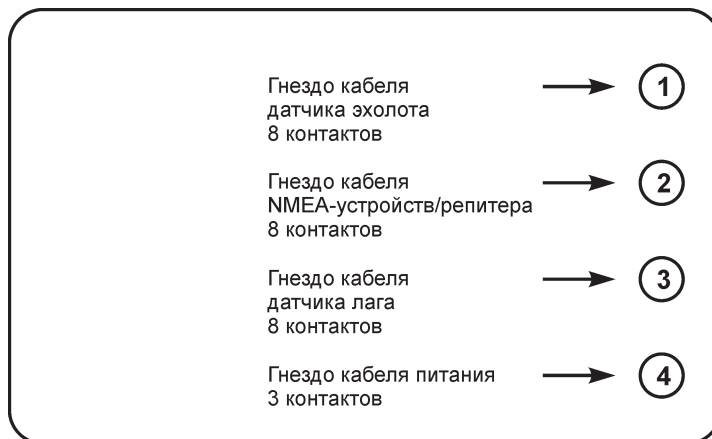 Гнездо кабеля
датчика эхолота
8 контактов
1
Гнездо кабеля
NMEA-устройств/репитера
8 контактов
2
Гнездо кабеля
датчика лага
8 контактов
3
Гнездо кабеля питания
3 контактов
4